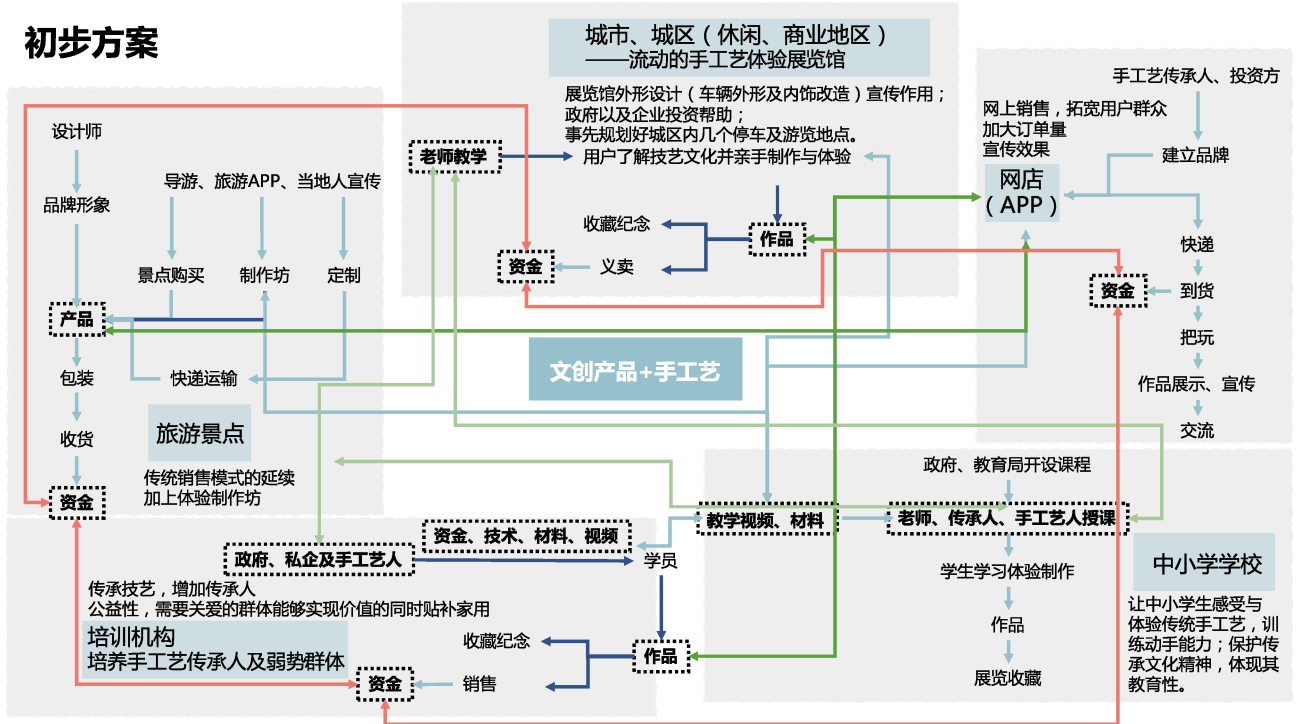 初步方案
城市、城区（休闲、商业地区）
——流动的手工艺体验展览馆
展览馆外形设计（车辆外形及内饰改造）宣传作用；
政府以及企业投资帮助；
事先规划好城区内几个停车及游览地点。
老师教学
用户了解技艺文化并亲手制作与体验
收藏纪念
作品
资金
义卖
手工艺传承人、投资方
网上销售，拓宽用户群众
加大订单量
宣传效果
建立品牌
网店
（APP）
快递
资金
到货
把玩
作品展示、宣传
交流
设计师
导游、旅游APP、当地人宣传
品牌形象
景点购买
制作坊
定制
产品
包装
快递运输
收货
旅游景点
传统销售模式的延续
加上体验制作坊
资金
文创产品+手工艺
政府、教育局开设课程
教学视频、材料
老师、传承人、手工艺人授课
学生学习体验制作
作品
展览收藏
中小学学校
让中小学生感受与
体验传统手工艺，训
练动手能力；保护传
承文化精神，体现其
教育性。
资金、技术、材料、视频
政府、私企及手工艺人
学员
传承技艺，增加传承人
公益性，需要关爱的群体能够实现价值的同时贴补家用
培训机构
培养手工艺传承人及弱势群体
收藏纪念
作品
资金
销售